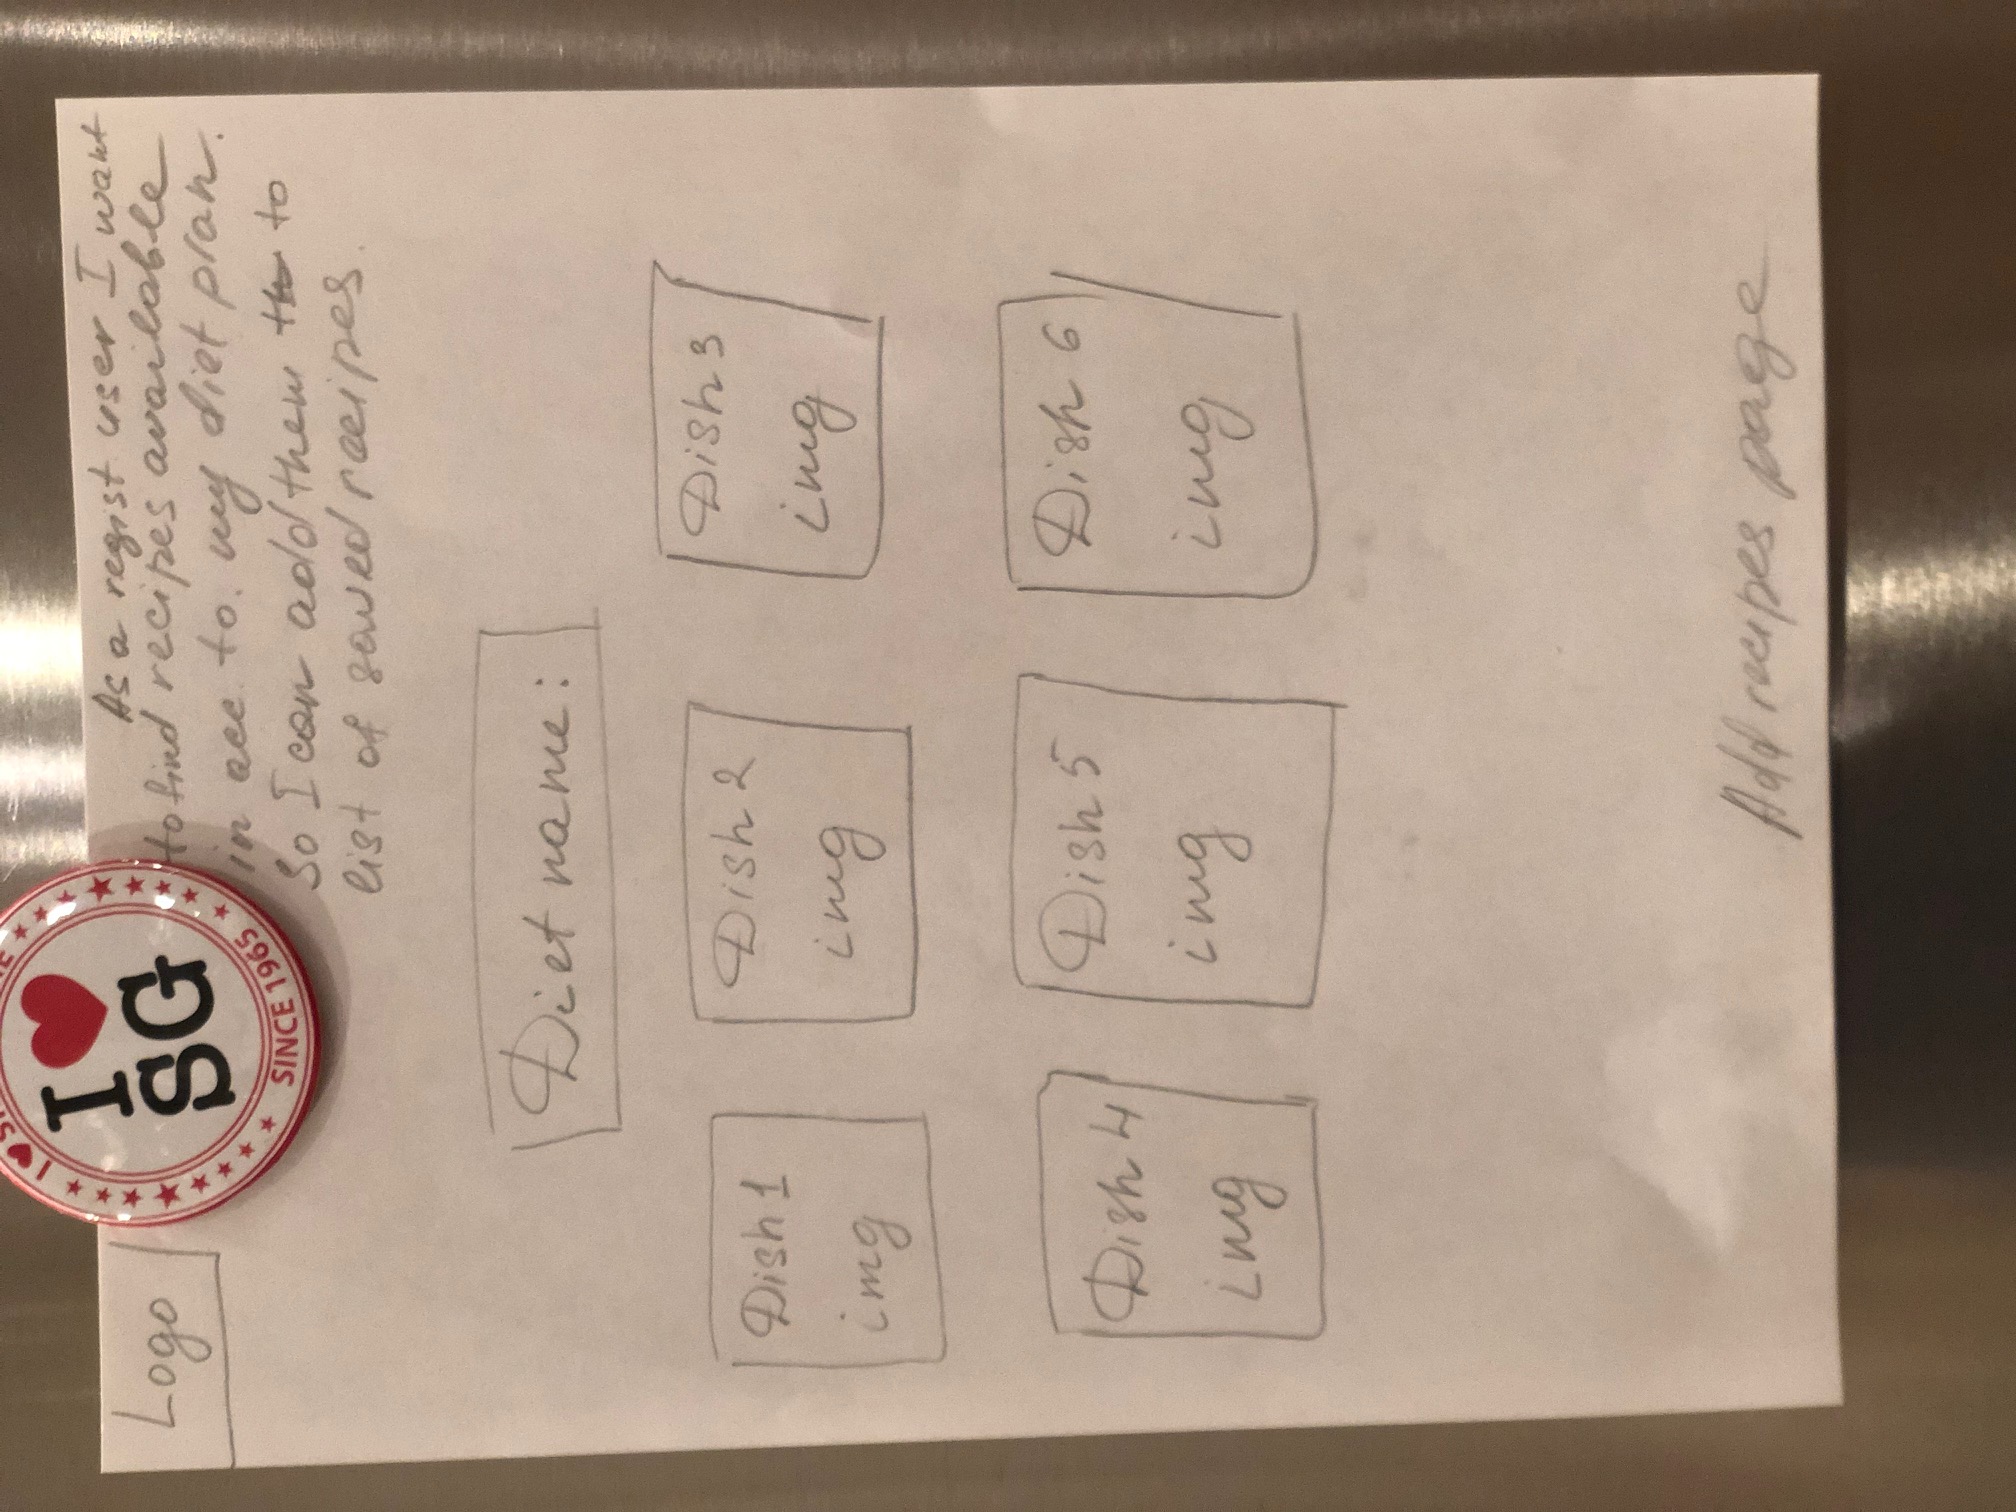 Logo
I ❤ SG
SINCE 1965
As a regist user I want
to find recipes available
in acc. to. my diet plan.
So I can add them to
list of saved recipes.
Diet name:
Dish 1
img
Dish 2
img
Dish 3
img
Dish 4
img
Dish 5
img
Dish 6
img
Add recipes page